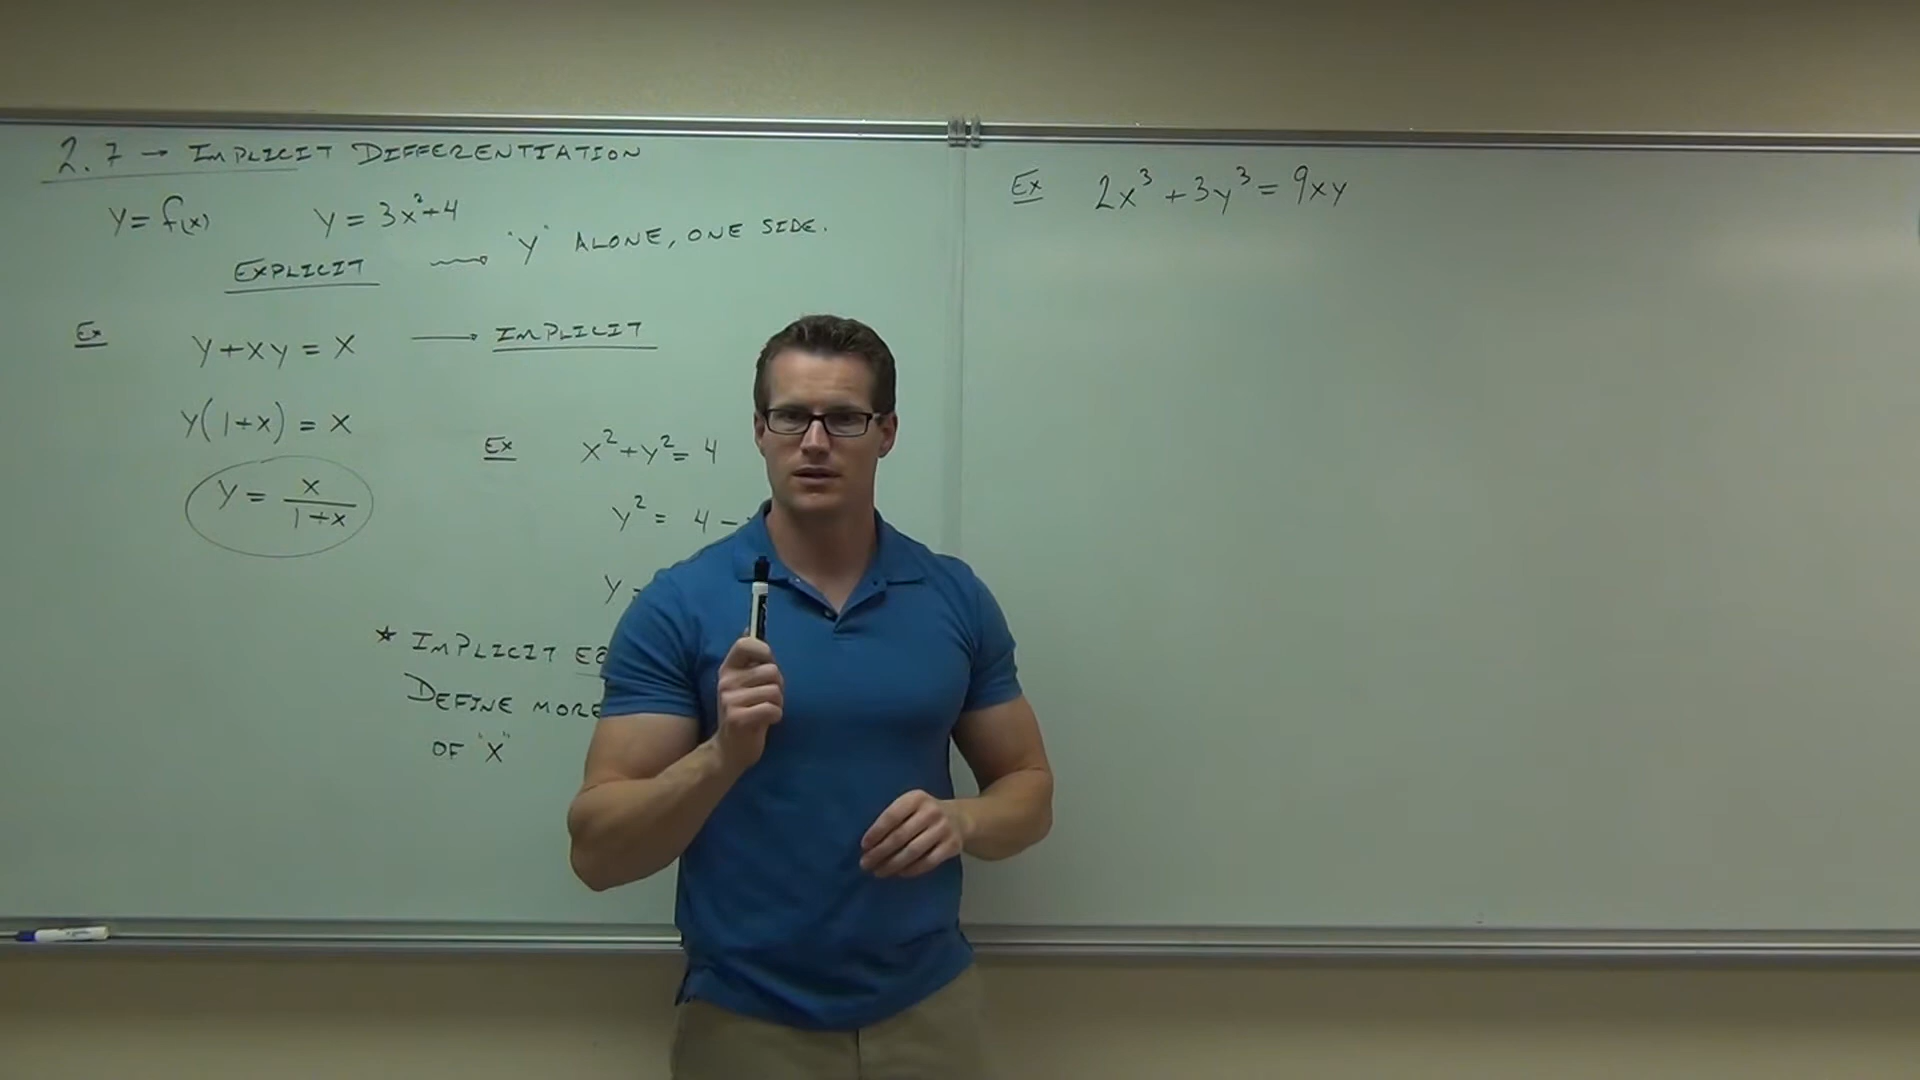 2.7 → IMPLICIT DIFFERENTIATION
y = f(x) y = 3x²+4
EXPLICIT → "y" ALONE, ONE SIDE.
Ex y+xy = x → IMPLICIT
y(1+x) = x
y = x/(1+x)
Ex x²+y² = 4
y² = 4 -
y =
* IMPLICIT
DEFINE MORE
OF "X"
Ex 2x³ + 3y³ = 9xy